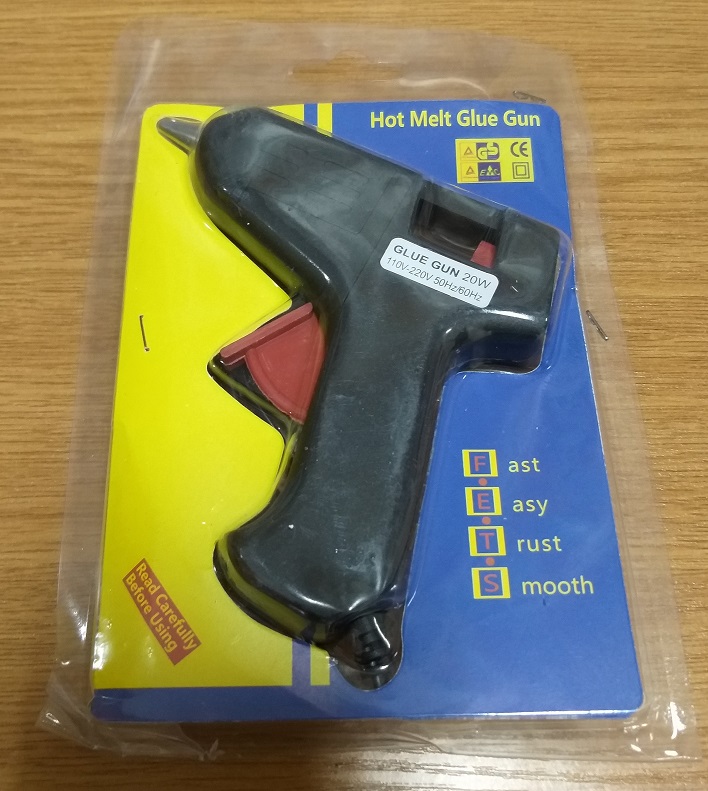 Hot Melt Glue Gun
GS
CE
GLUE GUN 20W
110V-220V 50Hz/60Hz
F ast
E asy
T rust
S mooth
Read Carefully
Before Using